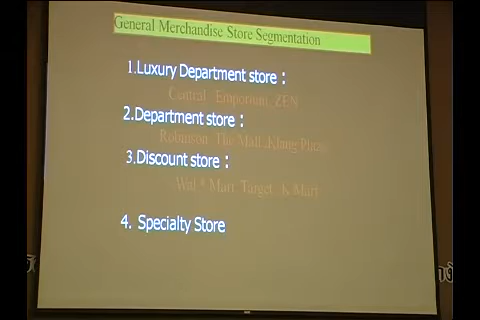 General Merchandise Store Segmentation
1.Luxury Department store :
Central Emporium ZEN
2.Department store :
Robinson The Mall ,Klang Plaza
3.Discount store :
Wal * Mart Target K Mart
4. Specialty Store